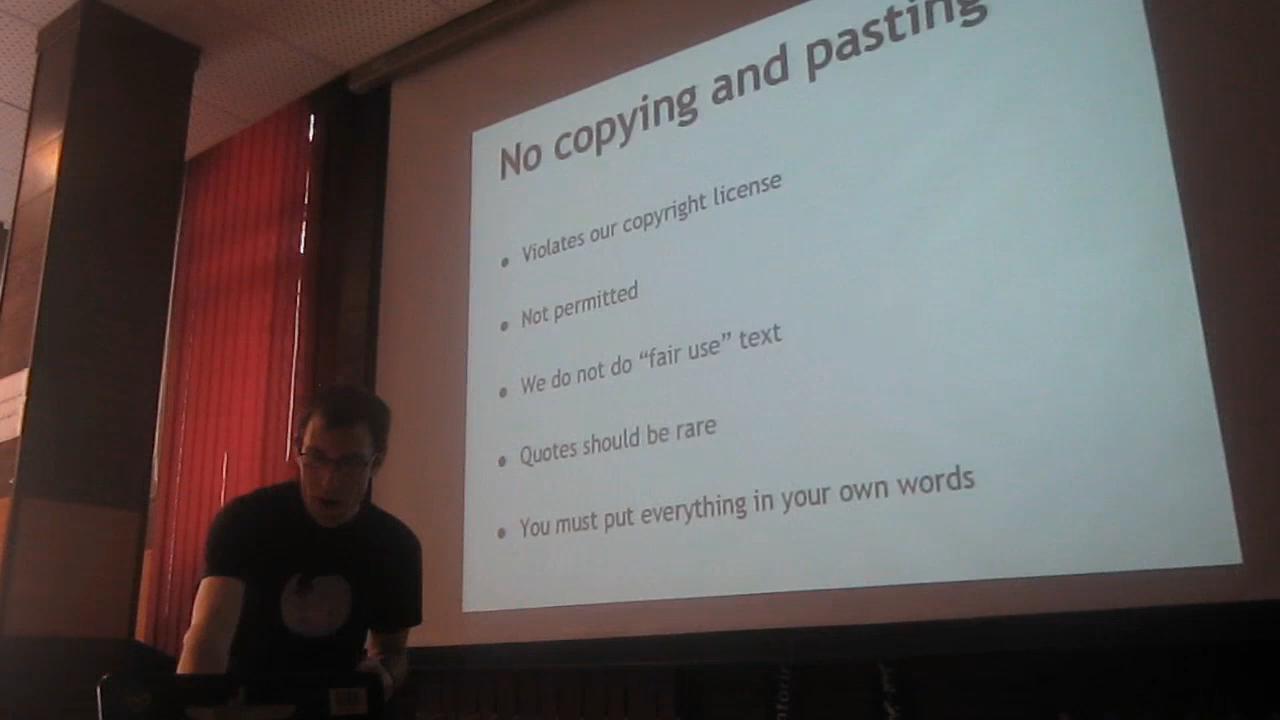 No copying and pasting
• Violates our copyright license
• Not permitted
• We do not do “fair use” text
• Quotes should be rare
• You must put everything in your own words